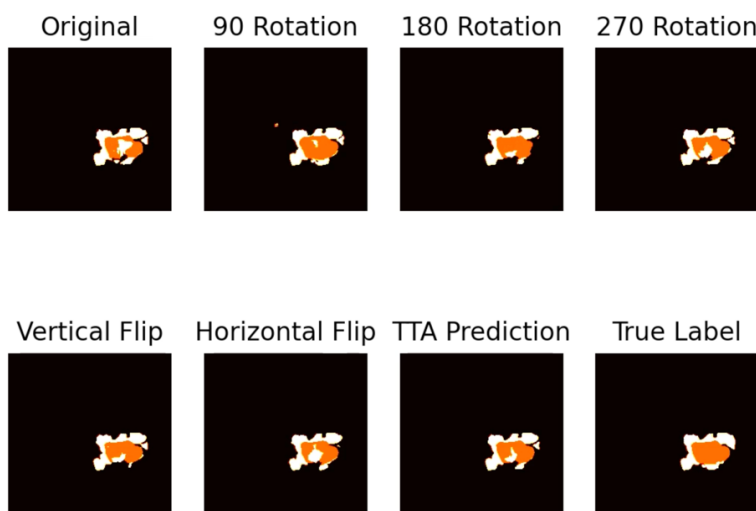 Original
90 Rotation
180 Rotation
270 Rotation
Vertical Flip
Horizontal Flip
TTA Prediction
True Label